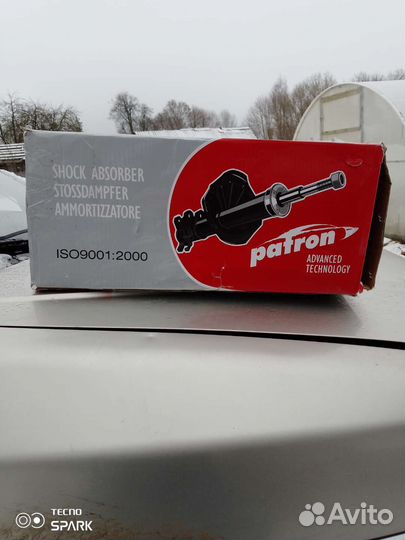 SHOCK ABSORBER
STOSSDAMPFER
AMMORTIZZATORE
ISO9001:2000
patron
ADVANCED
TECHNOLOGY
TECNO
SPARK
Avito